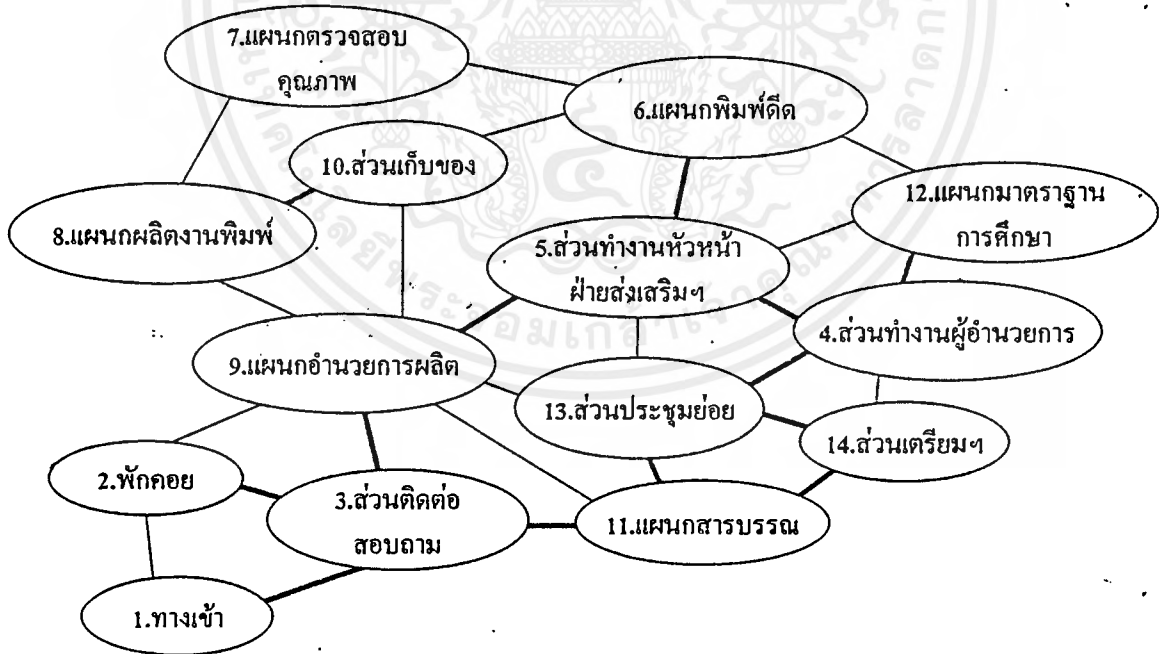 7.แผนกตรวจสอบ
คุณภาพ
6.แผนกพิมพ์ดีด
10.ส่วนเก็บของ
12.แผนกมาตราฐาน
การศึกษา
8.แผนกผลิตงานพิมพ์
5.ส่วนทำงานหัวหน้า
ฝ่ายส่งเสริมฯ
4.ส่วนทำงานผู้อำนวยการ
9.แผนกอำนวยการผลิต
13.ส่วนประชุมย่อย
14.ส่วนเตรียมฯ
2.พักคอย
3.ส่วนติดต่อ
สอบถาม
11.แผนกสารบรรณ
1.ทางเข้า